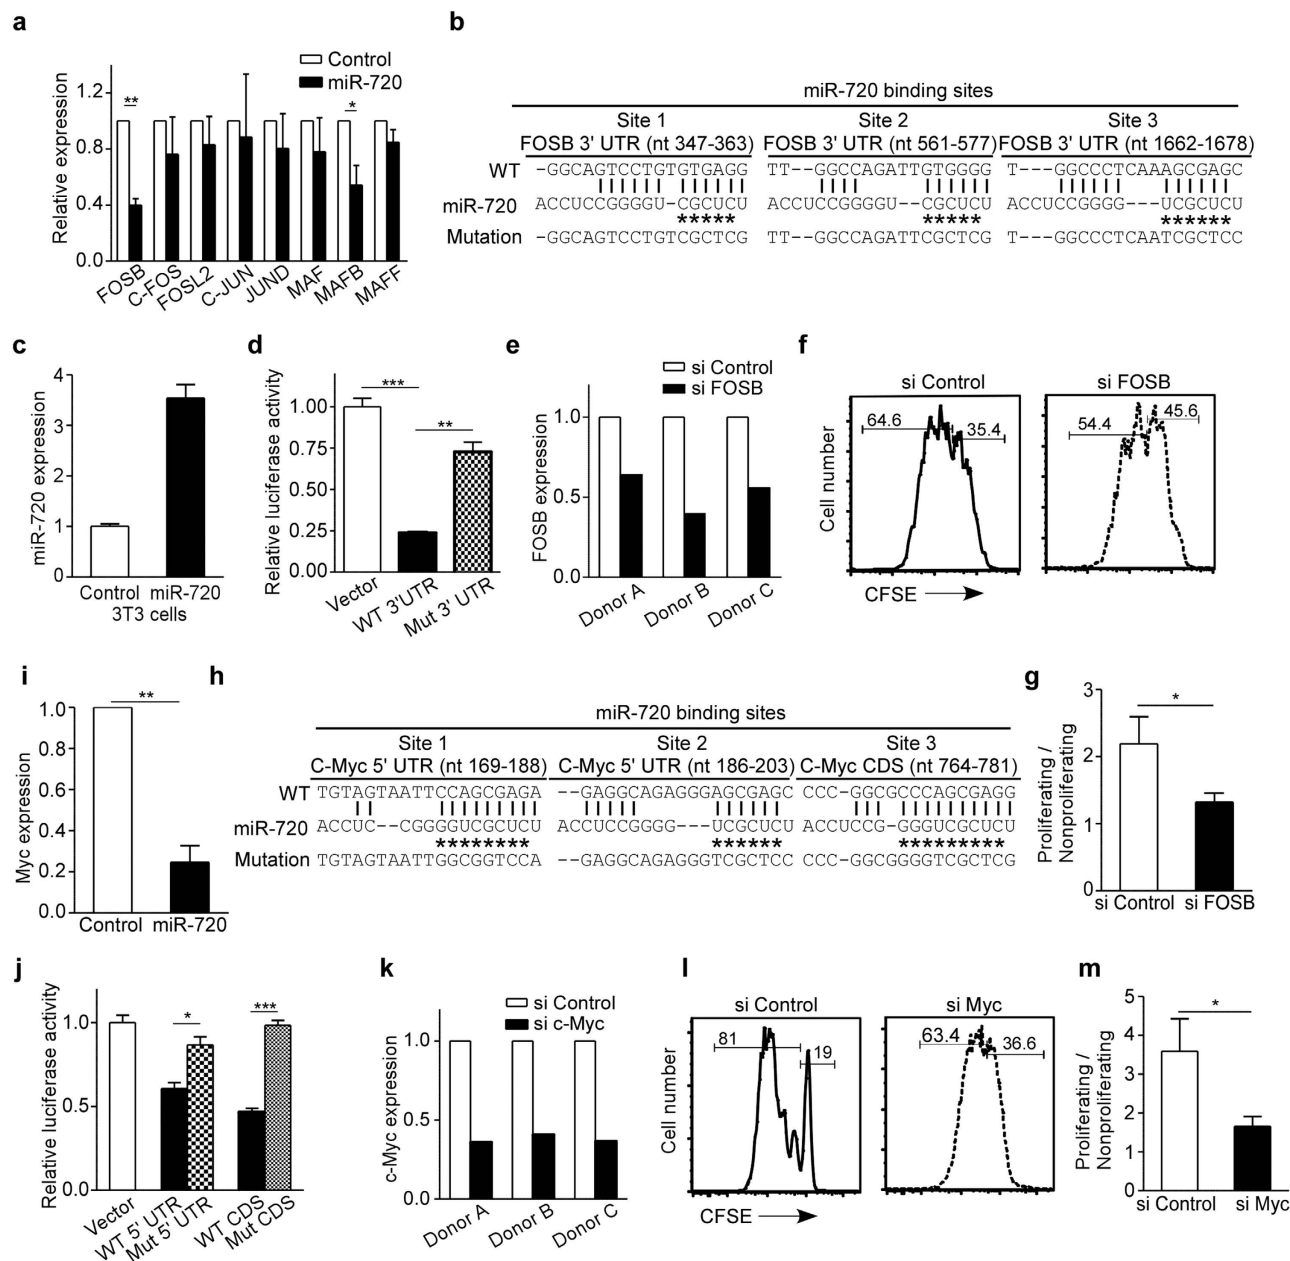 a
Control
miR-720
Relative expression
1.2
0.8
0.4
0.0
**
*
FOSB
C-FOS
FOSL2
C-JUN
JUND
MAF
MAFB
MAFF
b
miR-720 binding sites
Site 1 Site 2 Site 3
FOSB 3' UTR (nt 347-363) FOSB 3' UTR (nt 561-577) FOSB 3' UTR (nt 1662-1678)
WT -GGCAGTCCTGTGTGAGG TT--GGCCAGATTGTGGGG T---GGCCCTCAAAGCGAGC
miR-720 ACCUCCGGGGU-CGCUCU ACCUCCGGGGU--CGCUCU ACCUCCGGGG---UCGCUCU
***** ***** ******
Mutation -GGCAGTCCTGTCGCTCG TT--GGCCAGATTCGCTCG T---GGCCCTCAATCGCTCC
c
miR-720 expression
4
3
2
1
0
Control miR-720
3T3 cells
d
Relative luciferase activity
1.00
0.75
0.50
0.25
0.00
***
**
Vector
WT 3'UTR
Mut 3' UTR
e
si Control
si FOSB
FOSB expression
1.0
0.5
0.0
Donor A
Donor B
Donor C
f
si Control si FOSB
Cell number
64.6
35.4
54.4
45.6
CFSE
i
Myc expression
1.0
0.8
0.6
0.4
0.2
0.0
**
Control miR-720
h
miR-720 binding sites
Site 1 Site 2 Site 3
C-Myc 5' UTR (nt 169-188) C-Myc 5' UTR (nt 186-203) C-Myc CDS (nt 764-781)
WT TGTAGTAATTCCAGCGAGA --GAGGCAGAGGGAGCGAGC CCC-GGCGCCCAGCGAGG
miR-720 ACCUC--CGGGGUCGCUCU ACCUCCGGGG---UCGCUCU ACCUCCG-GGGUCGCUCU
******** ****** *********
Mutation TGTAGTAATTGGCGGTCCA --GAGGCAGAGGGTCGCTCC CCC-GGCGGGGTCGCTCG
g
Proliferating /
Nonproliferating
3
2
1
0
*
si Control si FOSB
j
Relative luciferase activity
1.0
0.5
0.0
*
***
Vector
WT 5' UTR
Mut 5' UTR
WT CDS
Mut CDS
k
si Control
si c-Myc
c-Myc expression
1.0
0.5
0.0
Donor A
Donor B
Donor C
l
si Control si Myc
Cell number
81
19
63.4
36.6
CFSE
m
Proliferating /
Nonproliferating
5
4
3
2
1
0
*
si Control si Myc